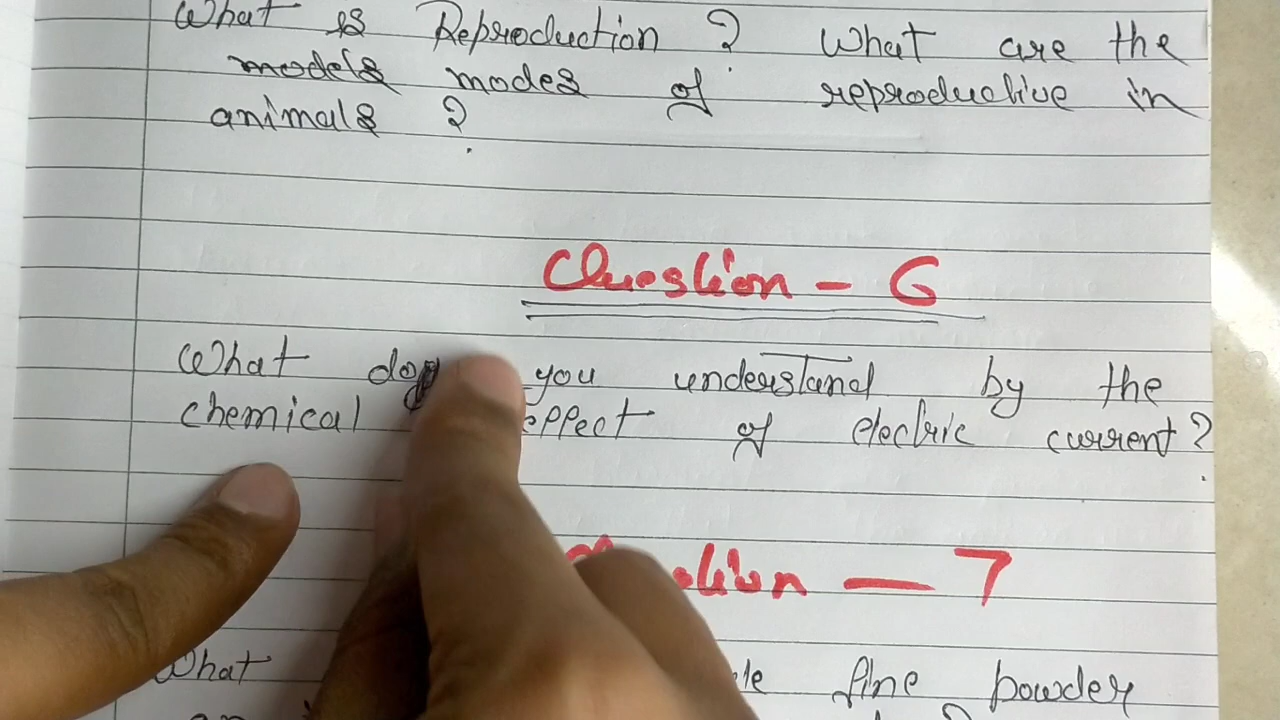 What is Reproduction? What are the
models modes of reproductive in
animals?
Question - 6
What do you understand by the
chemical effect of electric current?
— 7
What fine powder